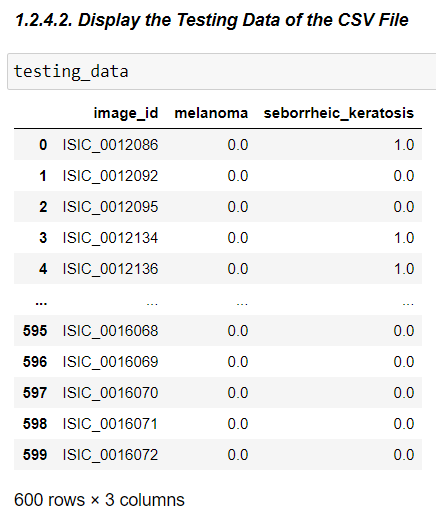 1.2.4.2. Display the Testing Data of the CSV File
testing_data
image_id melanoma seborrheic_keratosis
0 ISIC_0012086 0.0 1.0
1 ISIC_0012092 0.0 0.0
2 ISIC_0012095 0.0 0.0
3 ISIC_0012134 0.0 1.0
4 ISIC_0012136 0.0 1.0
... ... ... ...
595 ISIC_0016068 0.0 0.0
596 ISIC_0016069 0.0 0.0
597 ISIC_0016070 0.0 0.0
598 ISIC_0016071 0.0 0.0
599 ISIC_0016072 0.0 0.0
600 rows × 3 columns